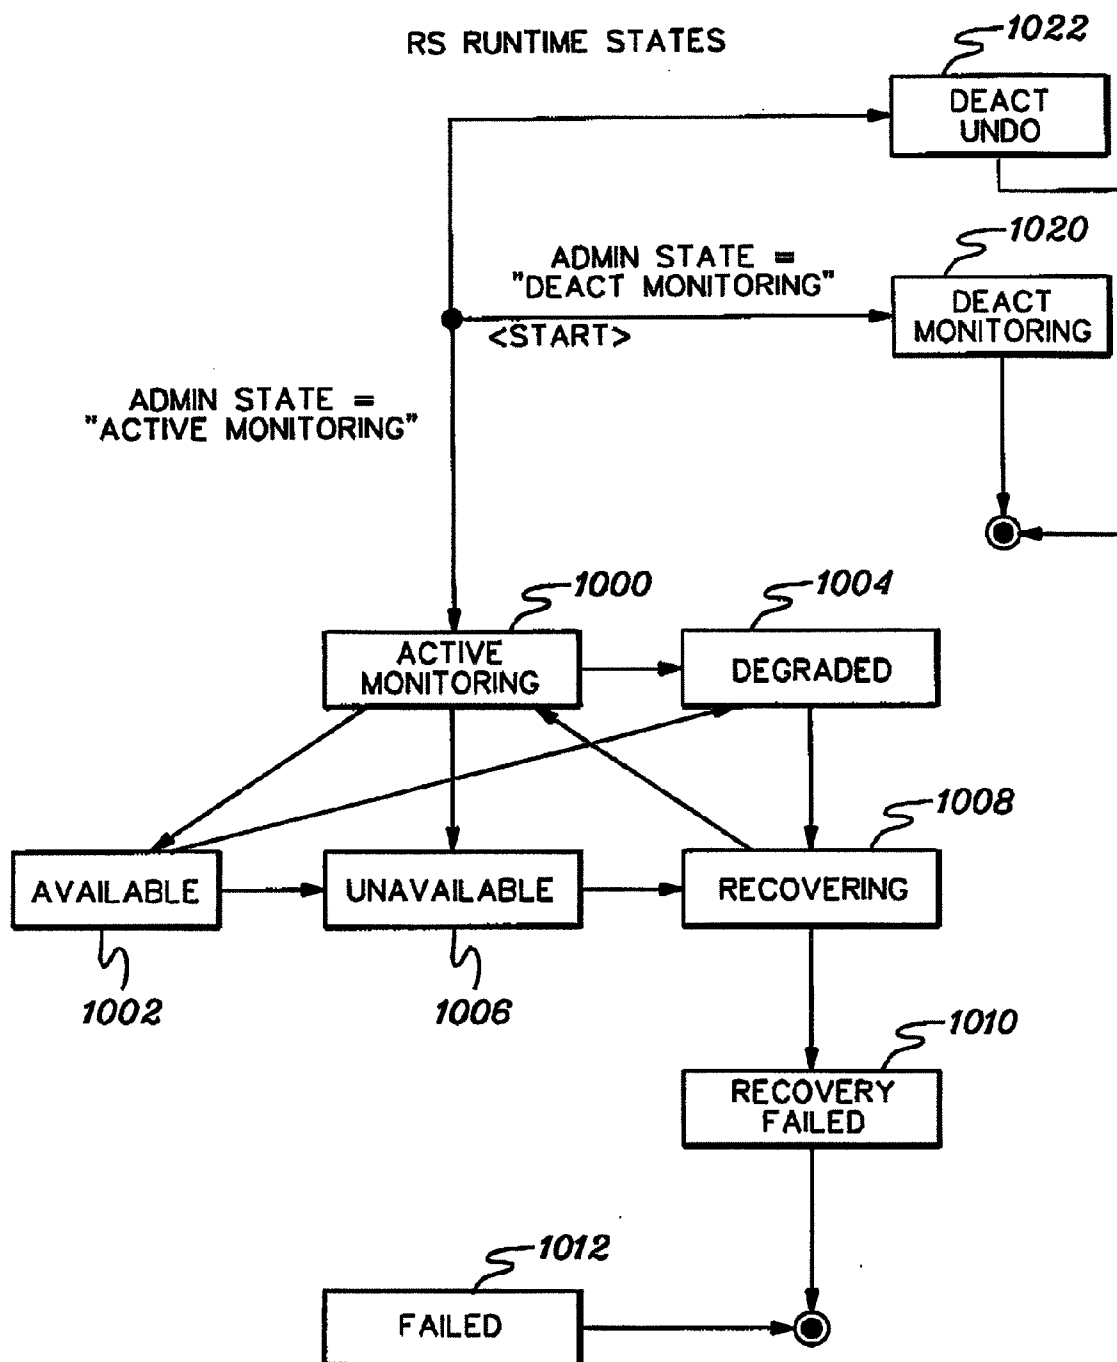 RS RUNTIME STATES
1022
DEACT
UNDO
1020
ADMIN STATE =
"DEACT MONITORING"
DEACT
MONITORING
<START>
ADMIN STATE =
"ACTIVE MONITORING"
1000
1004
ACTIVE
MONITORING
DEGRADED
1008
AVAILABLE
UNAVAILABLE
RECOVERING
1002
1006
1010
RECOVERY
FAILED
1012
FAILED